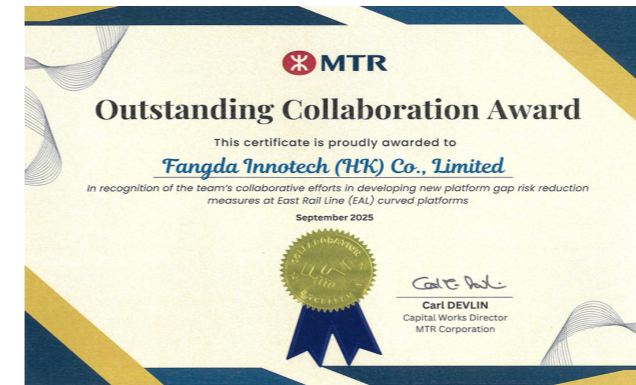 MTR
Outstanding Collaboration Award
This certificate is proudly awarded to
Fangda Innotech (HK) Co., Limited
In recognition of the team's collaborative efforts in developing new platform gap risk reduction
measures at East Rail Line (EAL) curved platforms
September 2025
Carl DEVLIN
Capital Works Director
MTR Corporation